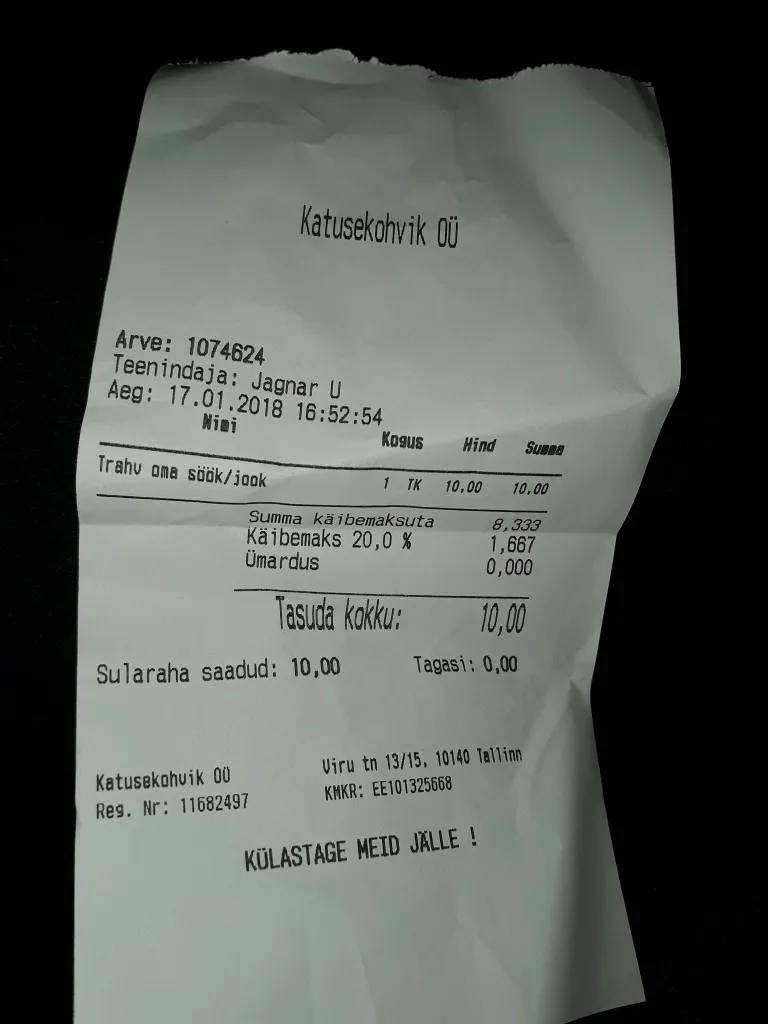 Katusekohvik OÜ
Arve: 1074624
Teenindaja: Jagnar U
Aeg: 17.01.2018 16:52:54
Nimi Kogus Hind Summa
Trahv oma söök/jook 1 TK 10,00 10,00
Summa käibemaksuta 8,333
Käibemaks 20,0 % 1,667
Ümardus 0,000
Tasuda kokku: 10,00
Sularaha saadud: 10,00 Tagasi: 0,00
Katusekohvik OÜ Viru tn 13/15, 10140 Tallinn
Reg. Nr: 11682497 KMKR: EE101325668
KÜLASTAGE MEID JÄLLE !